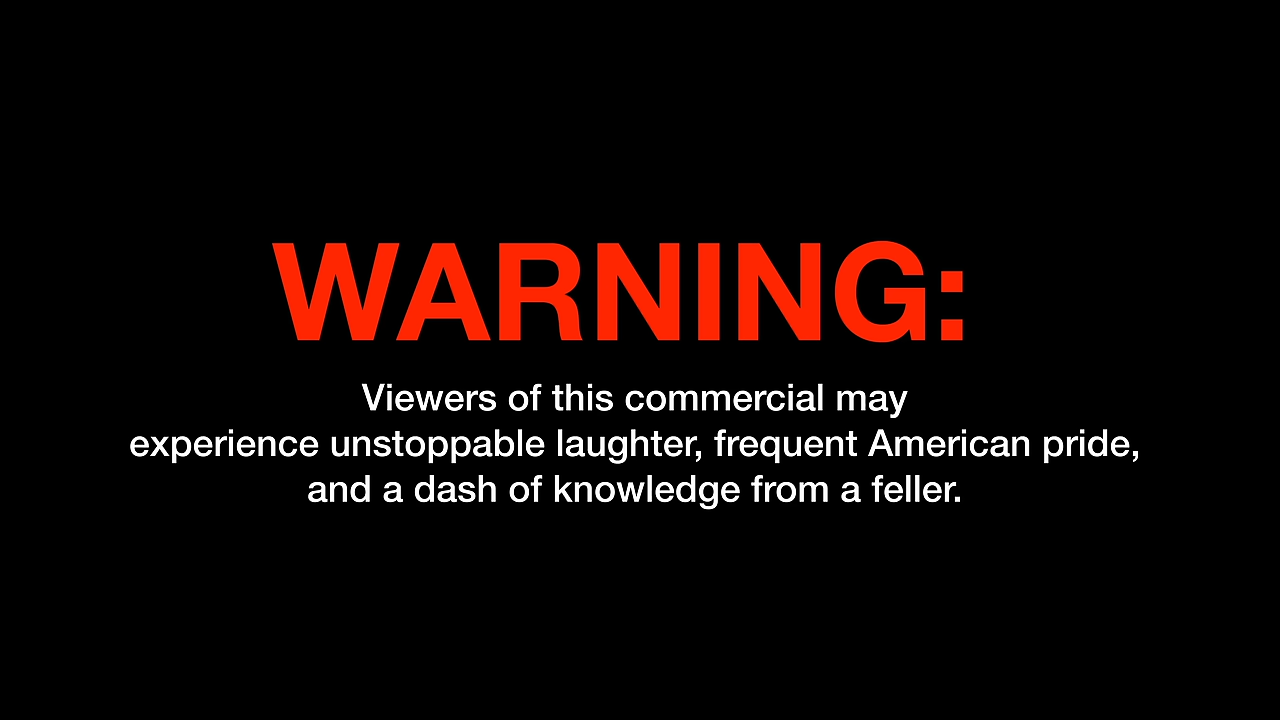 WARNING:
Viewers of this commercial may
experience unstoppable laughter, frequent American pride,
and a dash of knowledge from a feller.